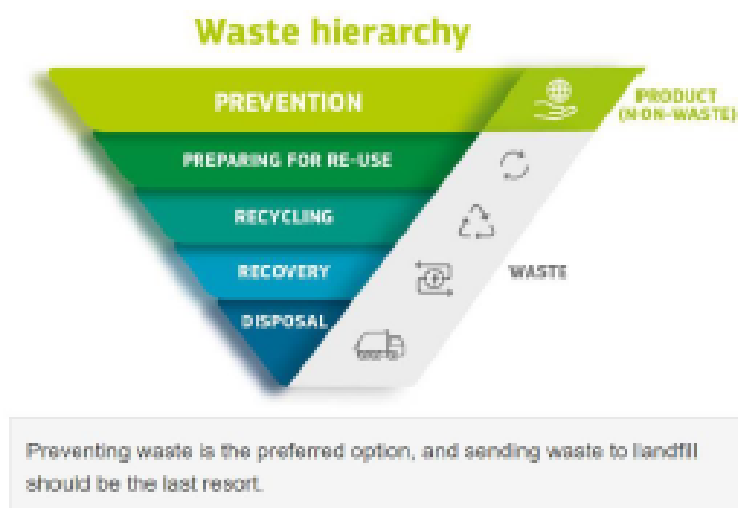 Waste hierarchy
PREVENTION
PRODUCT
(NON-WASTE)
PREPARING FOR RE-USE
RECYCLING
RECOVERY
WASTE
DISPOSAL
Preventing waste is the preferred option, and sending waste to landfill
should be the last resort.